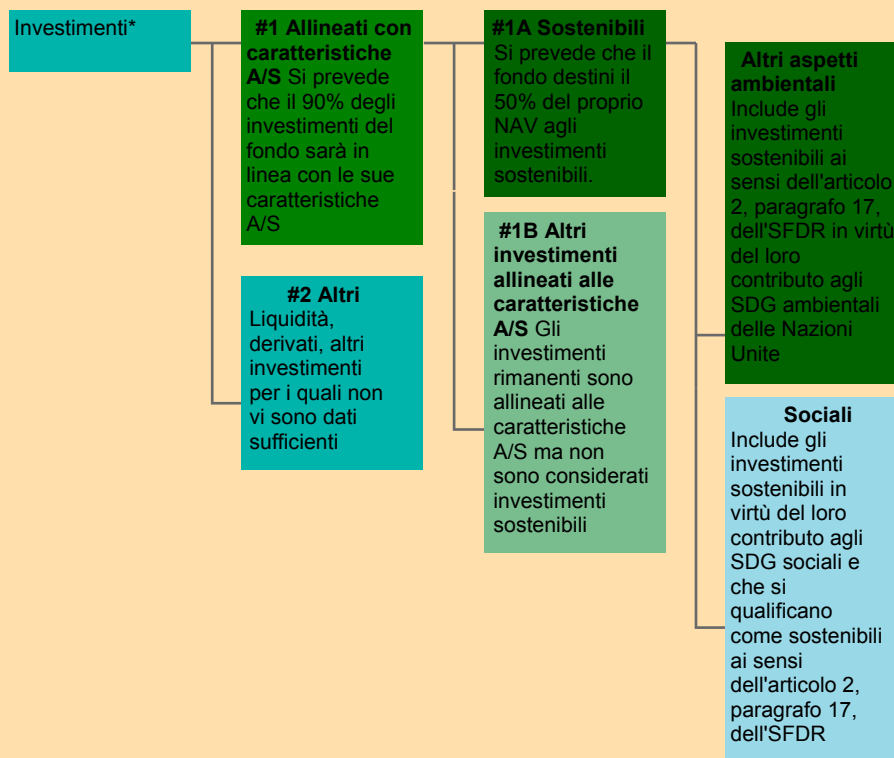 Investimenti*
#1 Allineati con
caratteristiche
A/S Si prevede
che il 90% degli
investimenti del
fondo sarà in
linea con le sue
caratteristiche
A/S
#2 Altri
Liquidità,
derivati, altri
investimenti
per i quali non
vi sono dati
sufficienti
#1A Sostenibili
Si prevede che il
fondo destini il
50% del proprio
NAV agli
investimenti
sostenibili.
#1B Altri
investimenti
allineati alle
caratteristiche
A/S Gli
investimenti
rimanenti sono
allineati alle
caratteristiche
A/S ma non
sono considerati
investimenti
sostenibili
Altri aspetti
ambientali
Include gli
investimenti
sostenibili ai
sensi dell'articolo
2, paragrafo 17,
dell'SFDR in virtù
del loro
contributo agli
SDG ambientali
delle Nazioni
Unite
Sociali
Include gli
investimenti
sostenibili in
virtù del loro
contributo agli
SDG sociali e
che si
qualificano
come sostenibili
ai sensi
dell'articolo 2,
paragrafo 17,
dell'SFDR